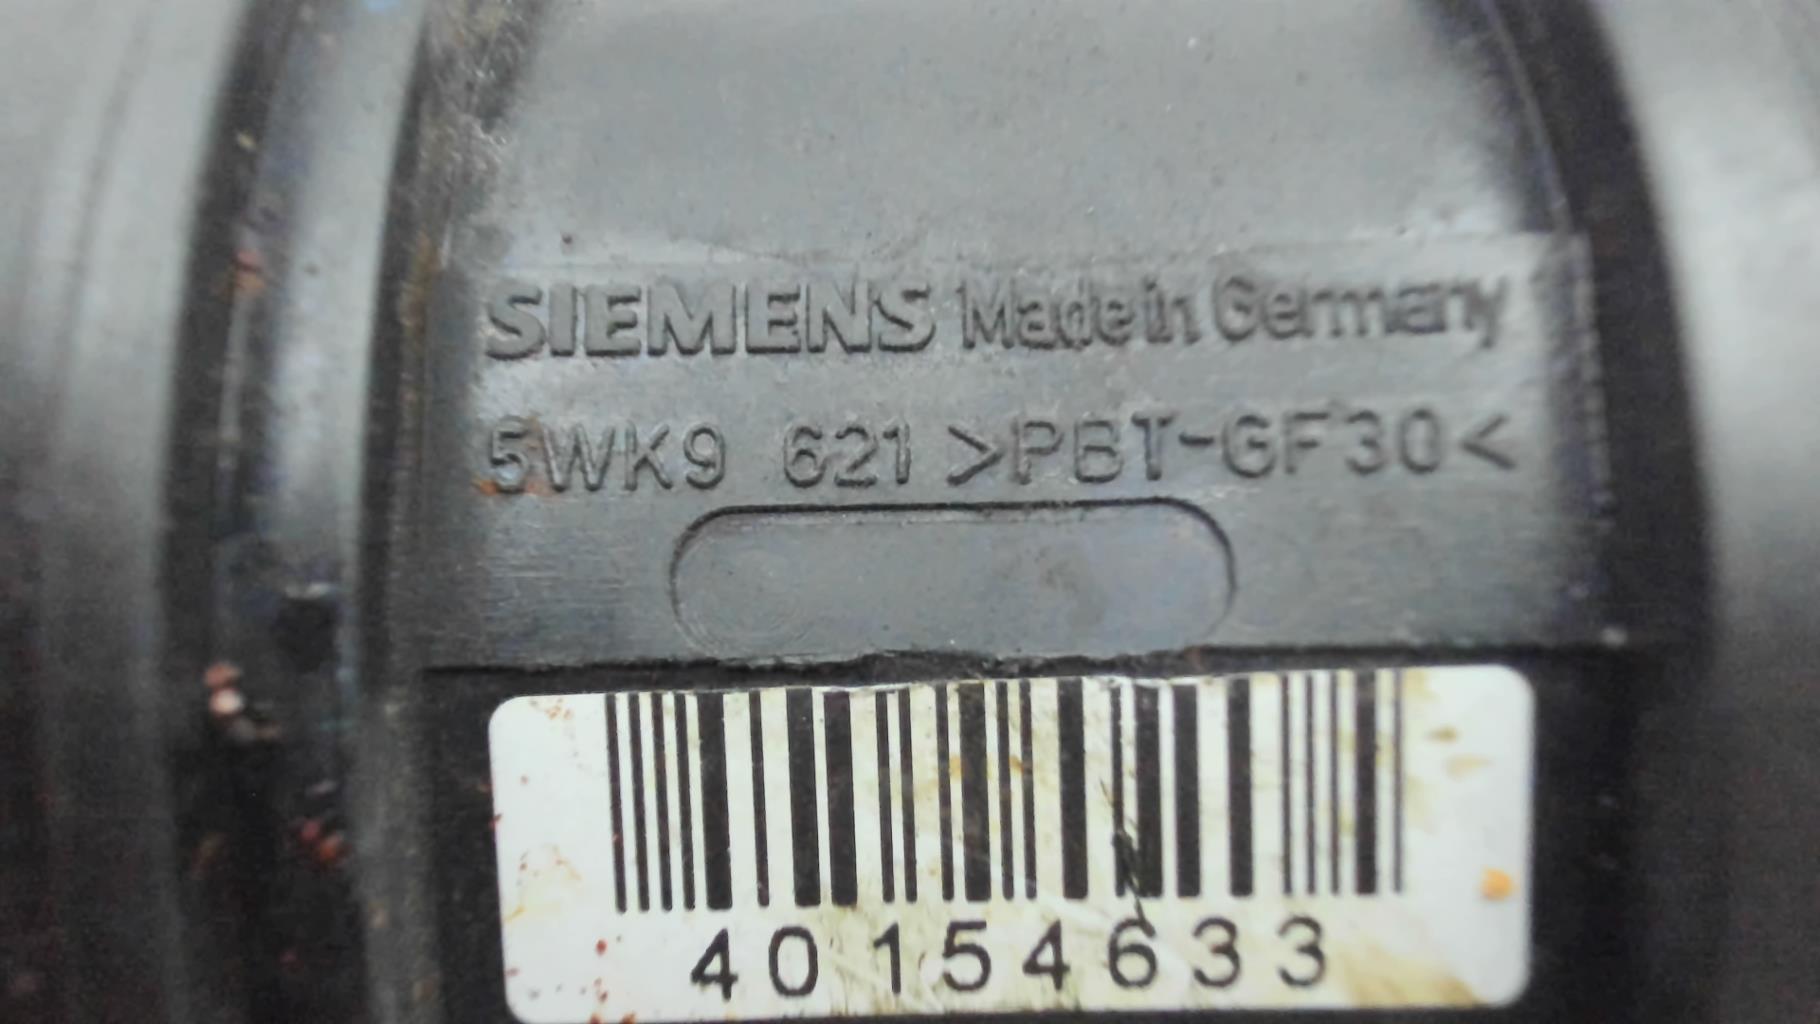 SIEMENS Made in Germany
5WK9 621 >PBT-GF30<
40154633